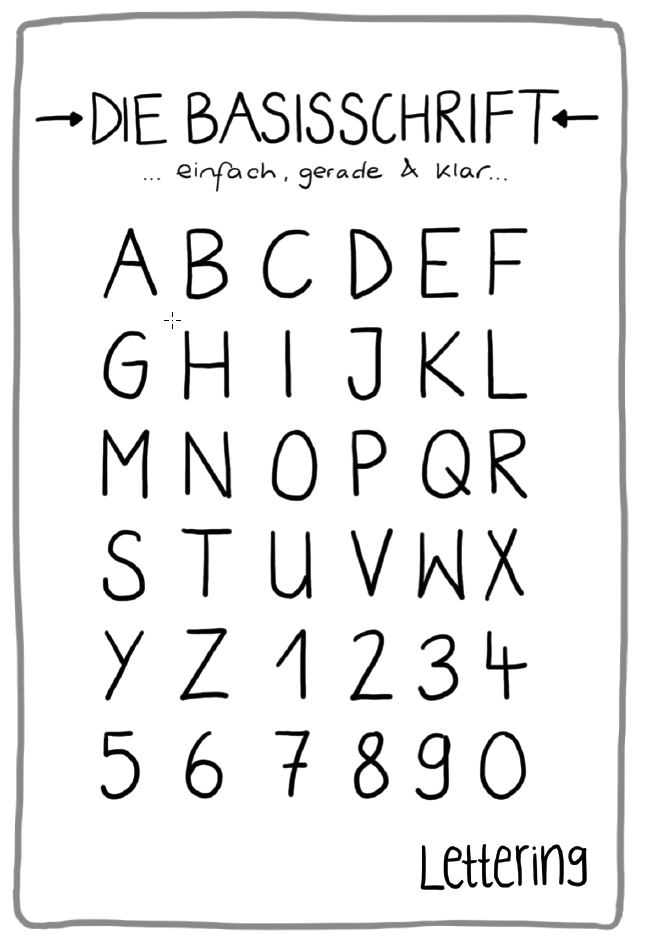 →DIE BASISSCHRIFT←
... einfach, gerade & klar...
A B C D E F
G H I J K L
M N O P Q R
S T U V W X
Y Z 1 2 3 4
5 6 7 8 9 0
Lettering